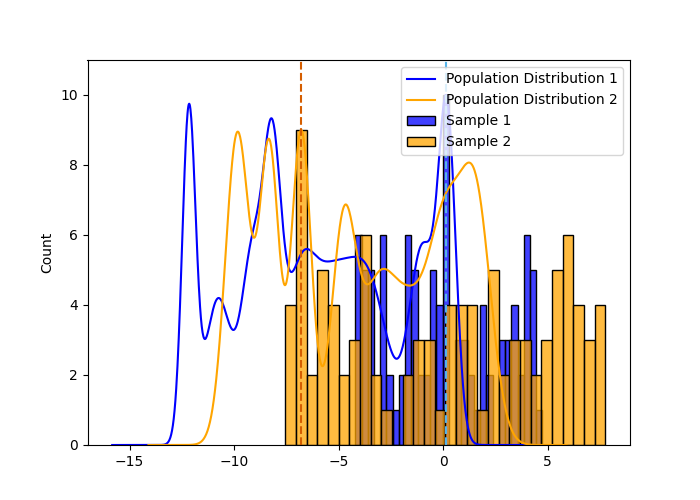 Population Distribution 1
Population Distribution 2
Sample 1
Sample 2
Count
10
8
6
4
2
0
−15
−10
−5
0
5